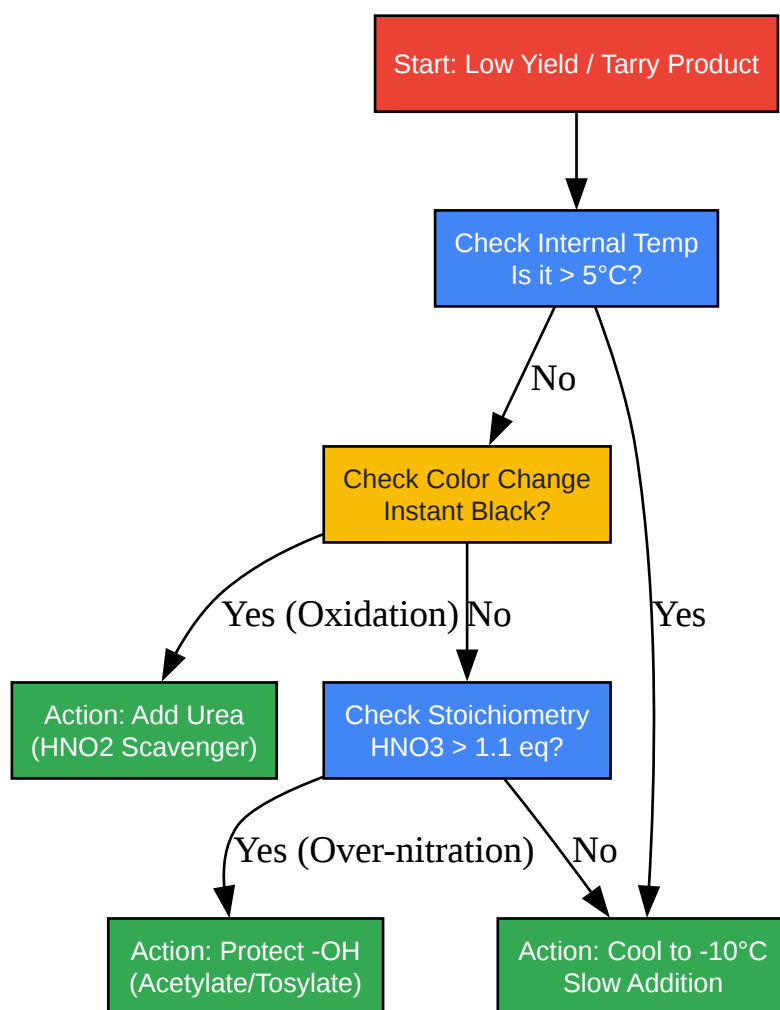 Start: Low Yield / Tarry Product
Check Internal Temp
Is it > 5°C?
No
Check Color Change
Instant Black?
Yes (Oxidation)
No
Yes
Action: Add Urea
(HNO2 Scavenger)
Check Stoichiometry
HNO3 > 1.1 eq?
Yes (Over-nitration)
No
Action: Protect -OH
(Acetylate/Tosylate)
Action: Cool to -10°C
Slow Addition